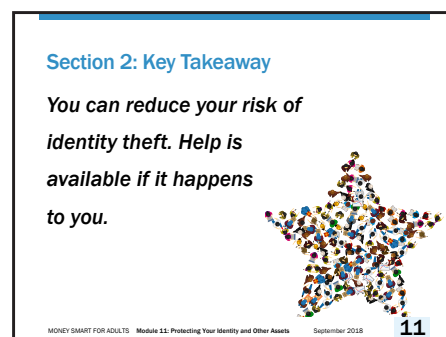 Section 2: Key Takeaway
You can reduce your risk of
identity theft. Help is
available if it happens
to you.
MONEY SMART FOR ADULTS Module 11: Protecting Your Identity and Other Assets September 2018 11